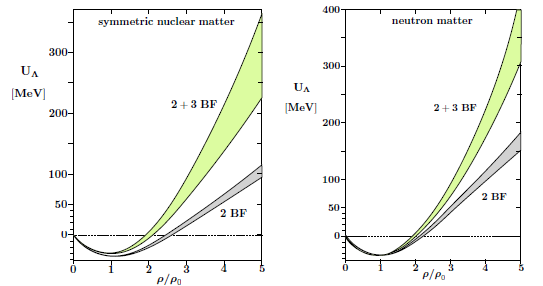 symmetric nuclear matter
300
U_Λ
[MeV]
200
100
50
0
2 + 3 BF
2 BF
0
1
2
3
4
5
ρ/ρ₀
neutron matter
400
300
U_Λ
[MeV]
200
100
50
0
2 + 3 BF
2 BF
0
1
2
3
4
5
ρ/ρ₀